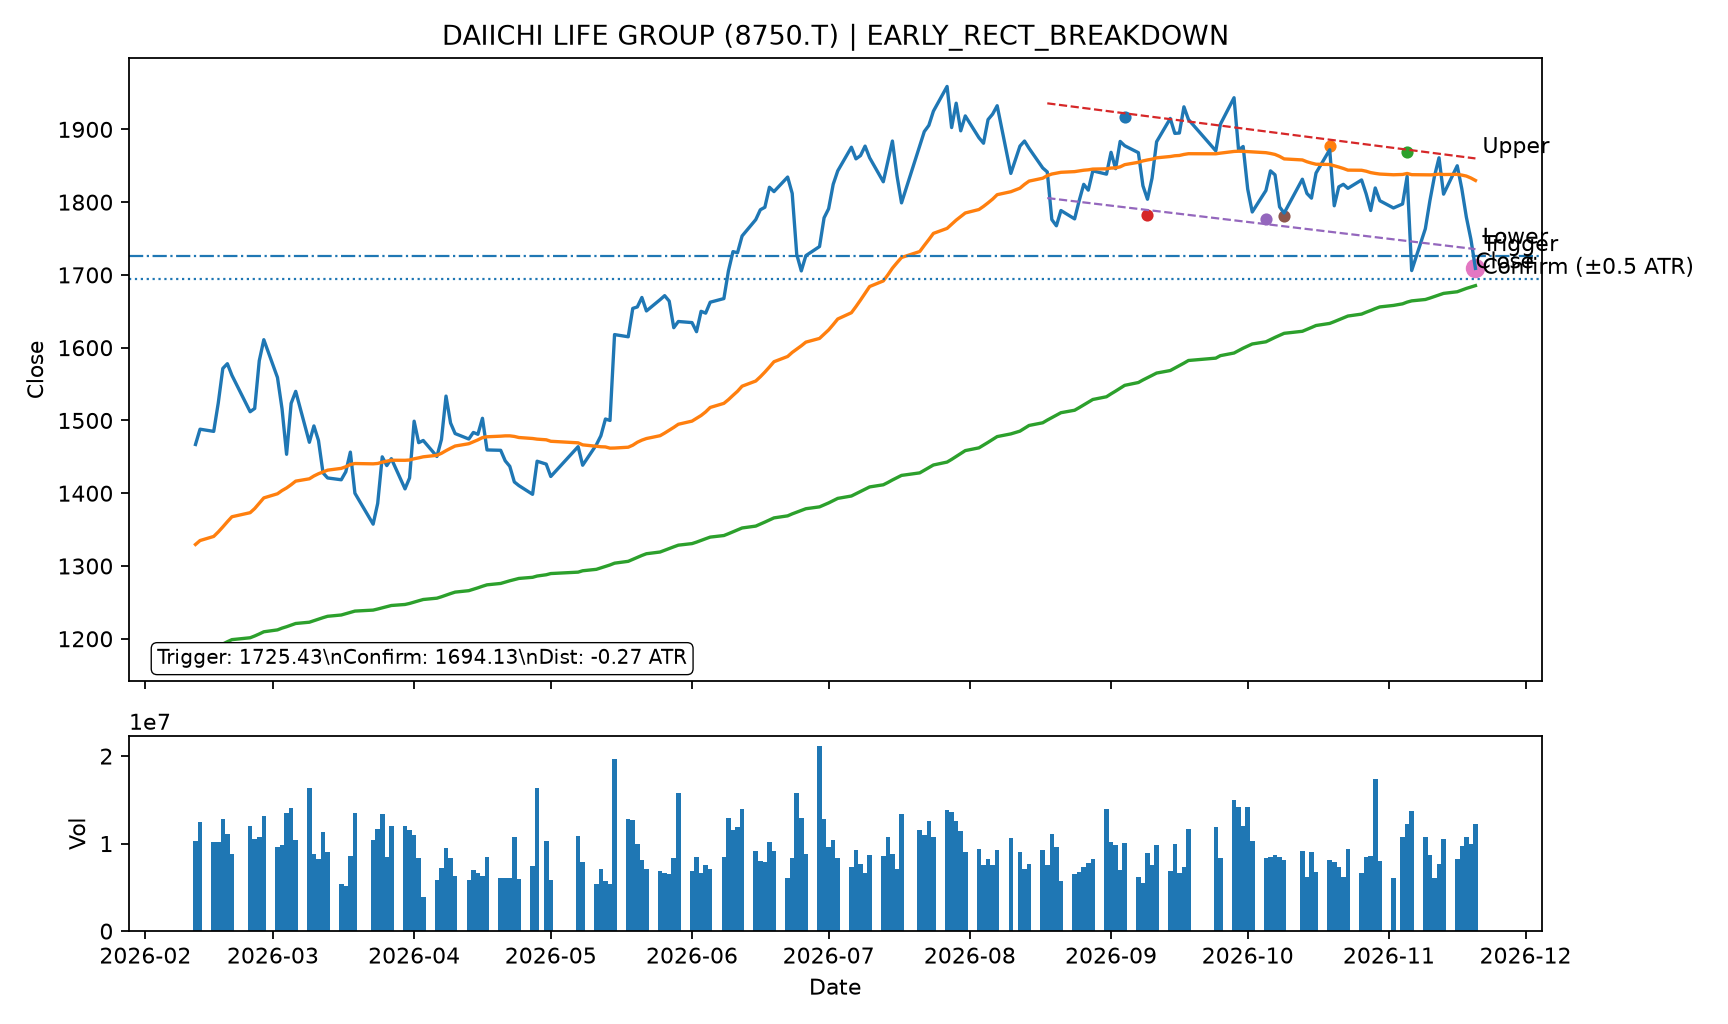 DAIICHI LIFE GROUP (8750.T) | EARLY_RECT_BREAKDOWN
Close
1900
1800
1700
1600
1500
1400
1300
1200
Upper
Lower
Trigger
Close
Confirm (±0.5 ATR)
Trigger: 1725.43\nConfirm: 1694.13\nDist: -0.27 ATR
1e7
Vol
2
1
0
2026-02 2026-03 2026-04 2026-05 2026-06 2026-07 2026-08 2026-09 2026-10 2026-11 2026-12
Date